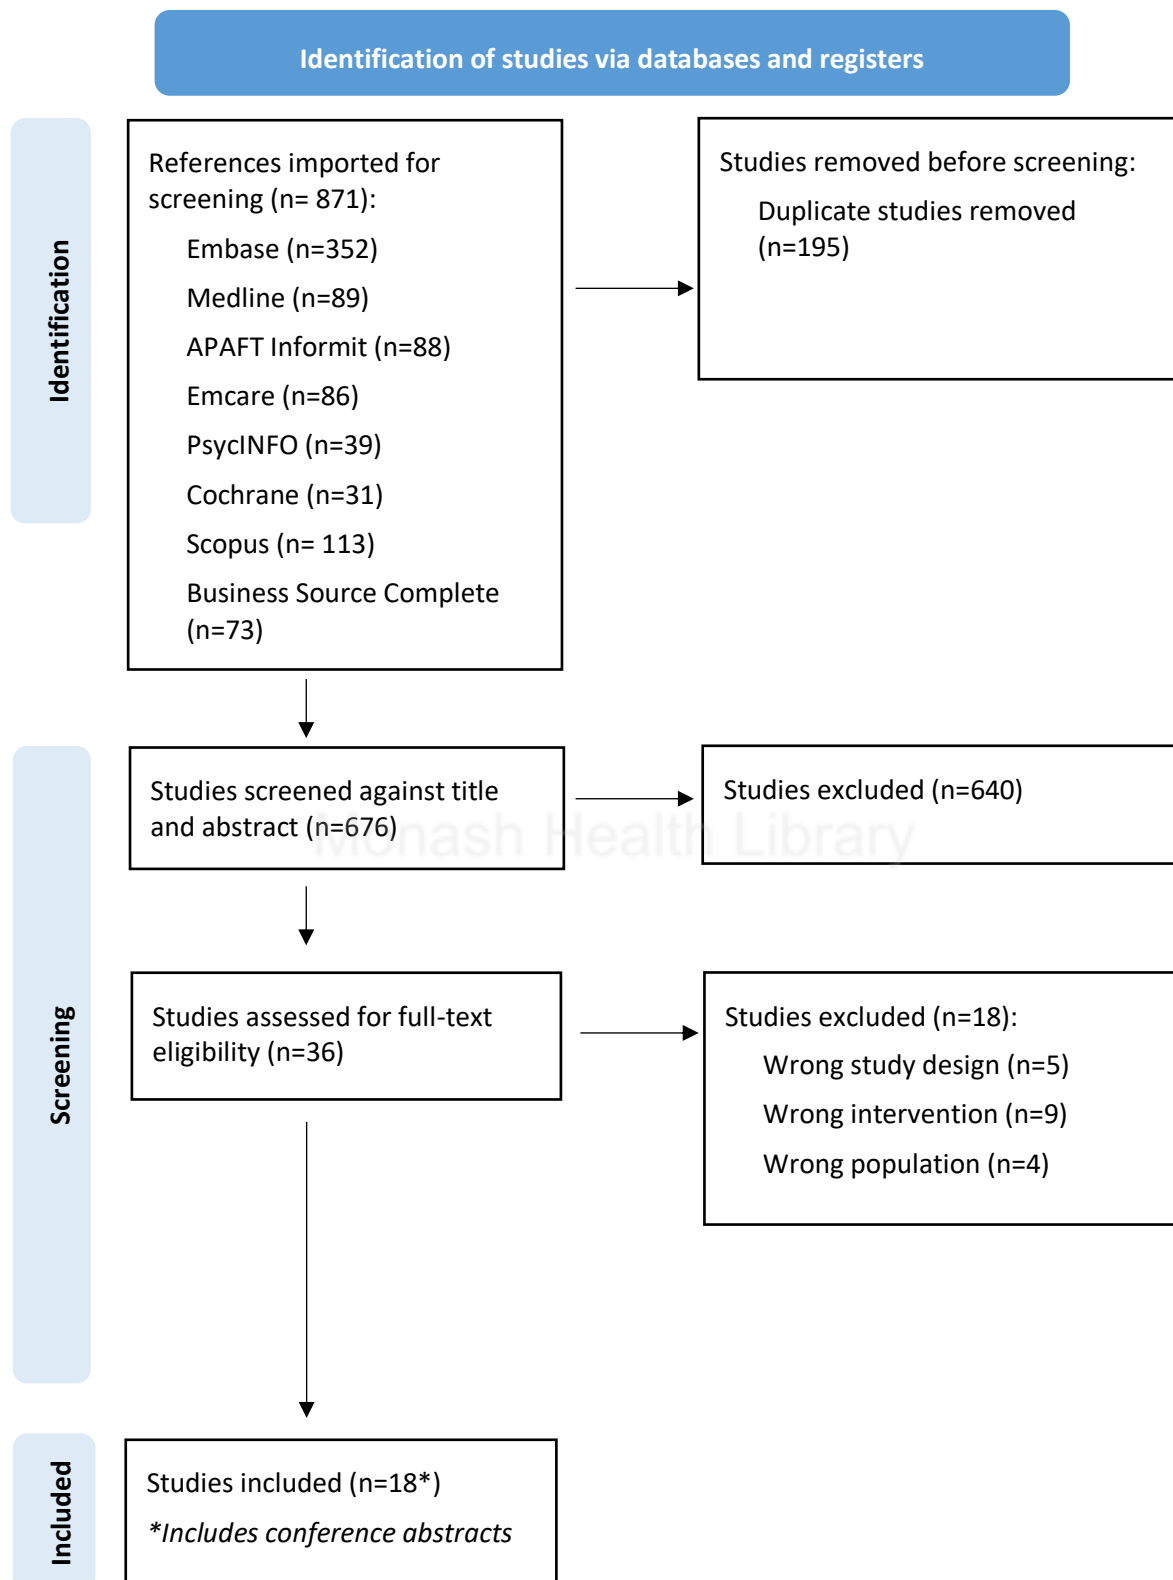 Identification of studies via databases and registers
Identification
References imported for
screening (n= 871):
Embase (n=352)
Medline (n=89)
APAFT Informit (n=88)
Emcare (n=86)
PsycINFO (n=39)
Cochrane (n=31)
Scopus (n= 113)
Business Source Complete
(n=73)
Studies removed before screening:
Duplicate studies removed
(n=195)
Screening
Studies screened against title
and abstract (n=676)
Studies excluded (n=640)
Monash Health Library
Studies assessed for full-text
eligibility (n=36)
Studies excluded (n=18):
Wrong study design (n=5)
Wrong intervention (n=9)
Wrong population (n=4)
Included
Studies included (n=18*)
*Includes conference abstracts